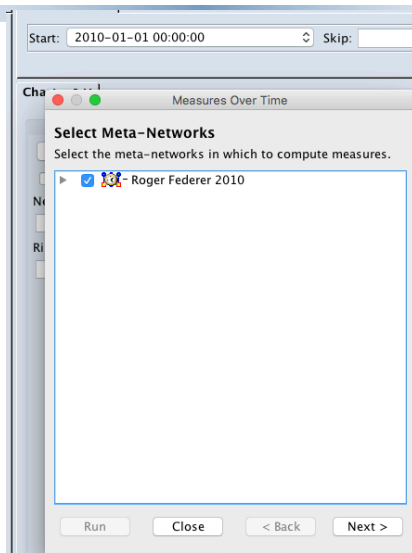 Start: 2010-01-01 00:00:00 Skip:
Measures Over Time
Select Meta-Networks
Select the meta-networks in which to compute measures.
- Roger Federer 2010
Run Close < Back Next >